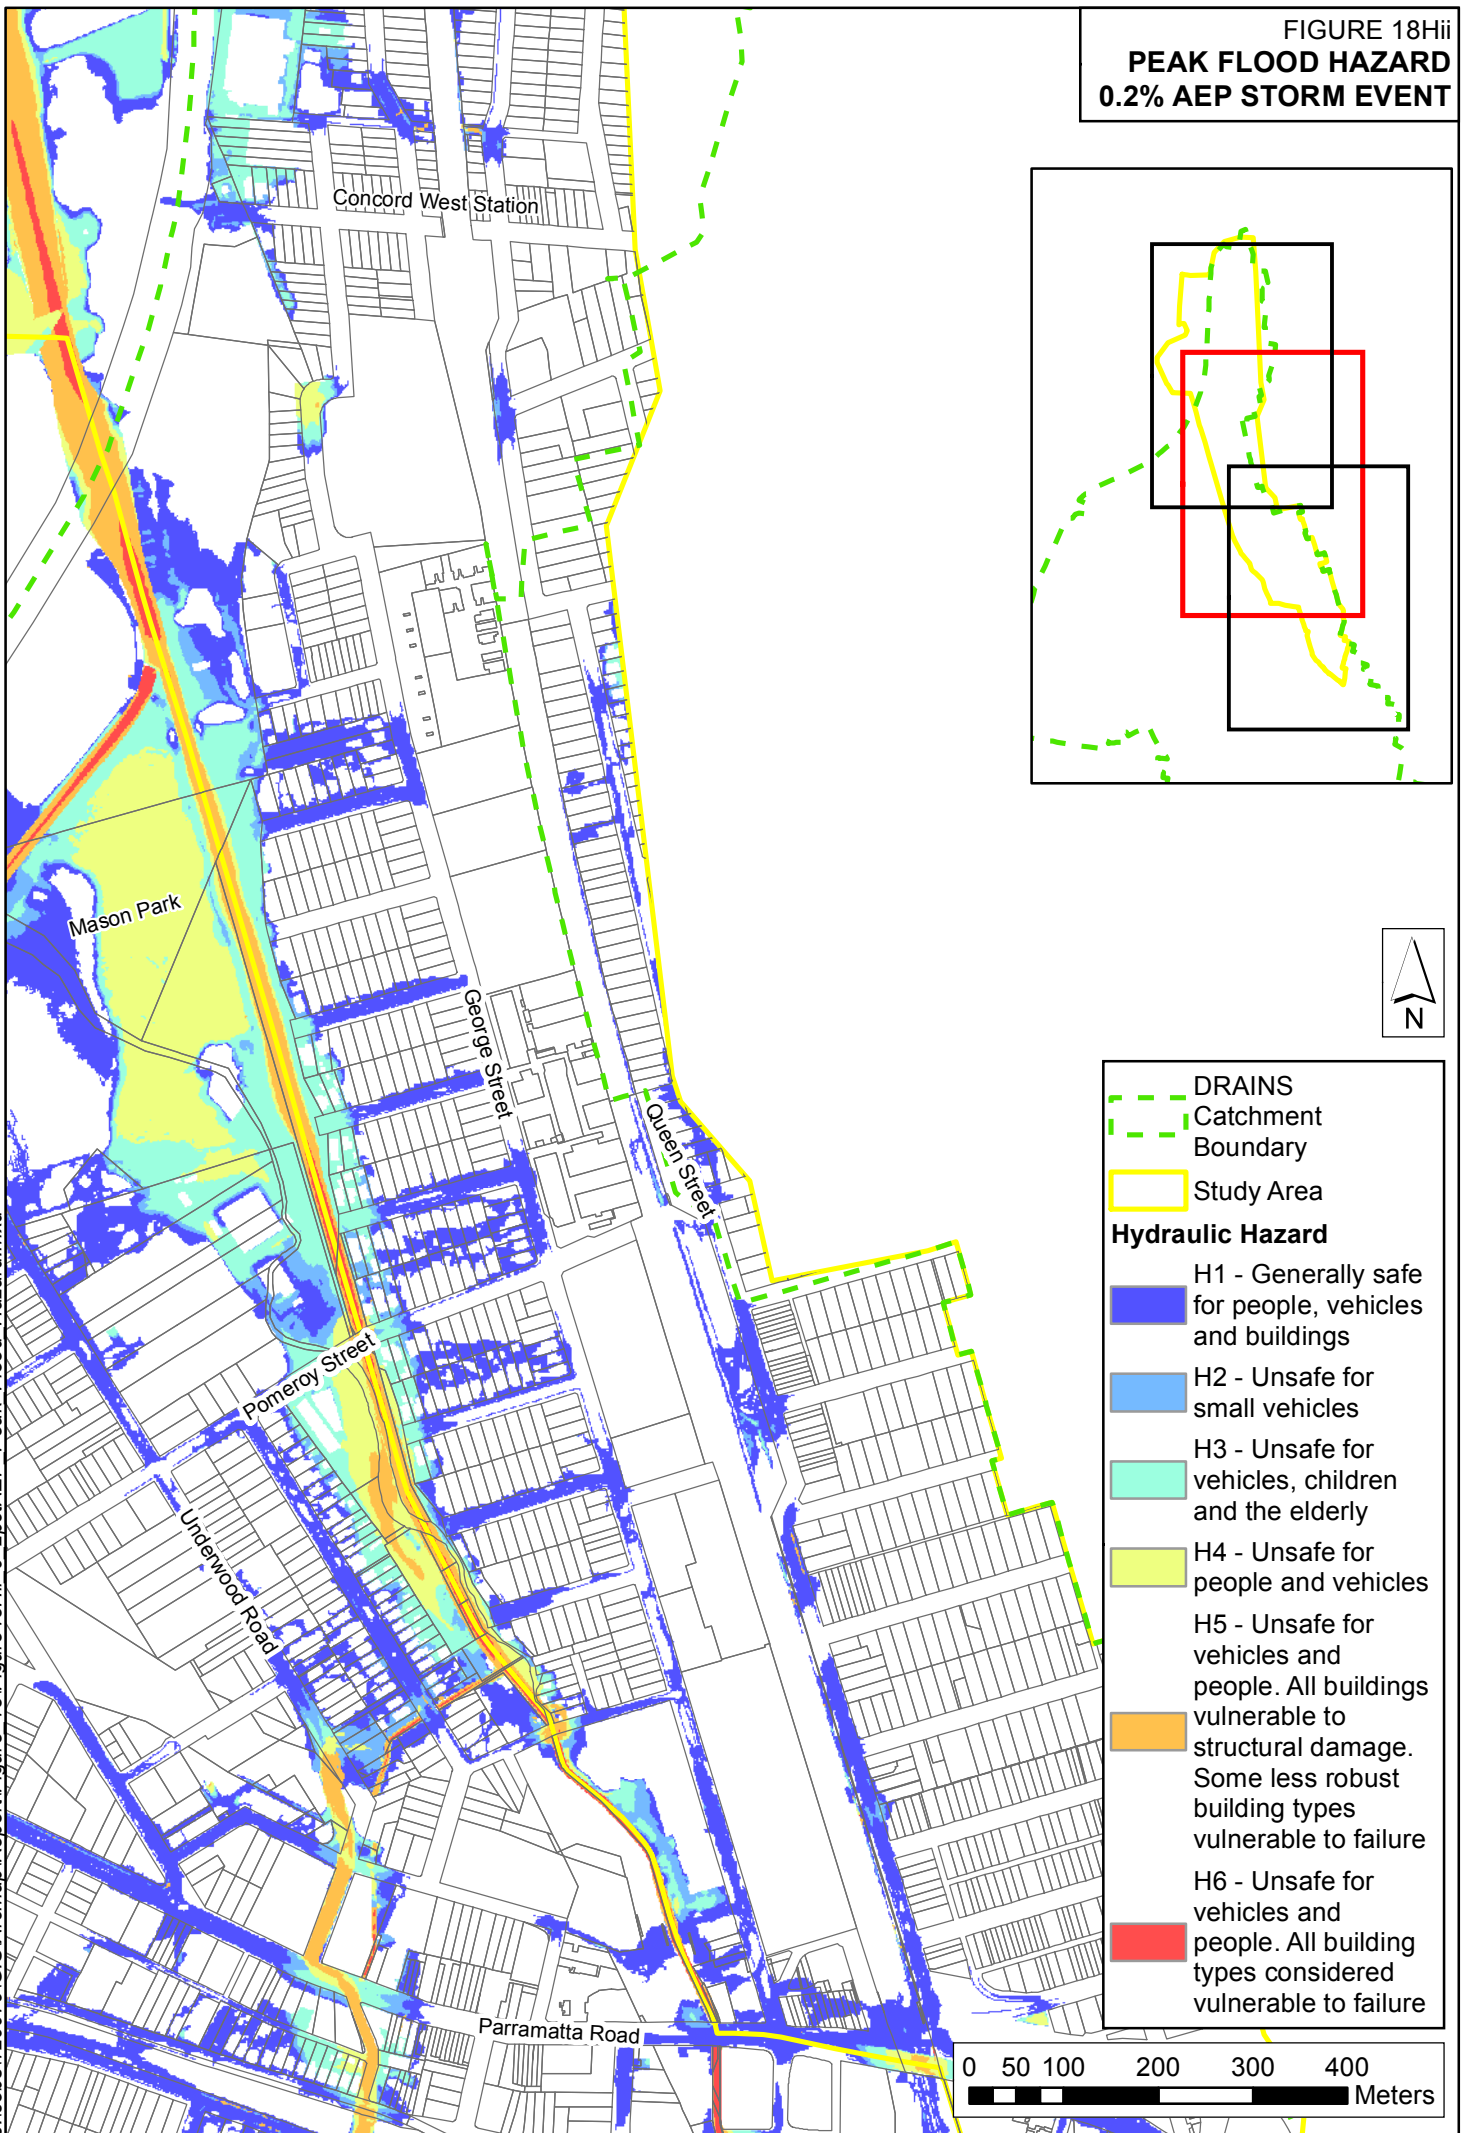 FIGURE 18Hii
PEAK FLOOD HAZARD
0.2% AEP STORM EVENT
Concord West Station
Mason Park
George Street
Queen Street
Pomeroy Street
Underwood Road
Parramatta Road
N
DRAINS
Catchment
Boundary
Study Area
Hydraulic Hazard
H1 - Generally safe
for people, vehicles
and buildings
H2 - Unsafe for
small vehicles
H3 - Unsafe for
vehicles, children
and the elderly
H4 - Unsafe for
people and vehicles
H5 - Unsafe for
vehicles and
people. All buildings
vulnerable to
structural damage.
Some less robust
building types
vulnerable to failure
H6 - Unsafe for
vehicles and
people. All building
types considered
vulnerable to failure
0 50 100 200 300 400
Meters